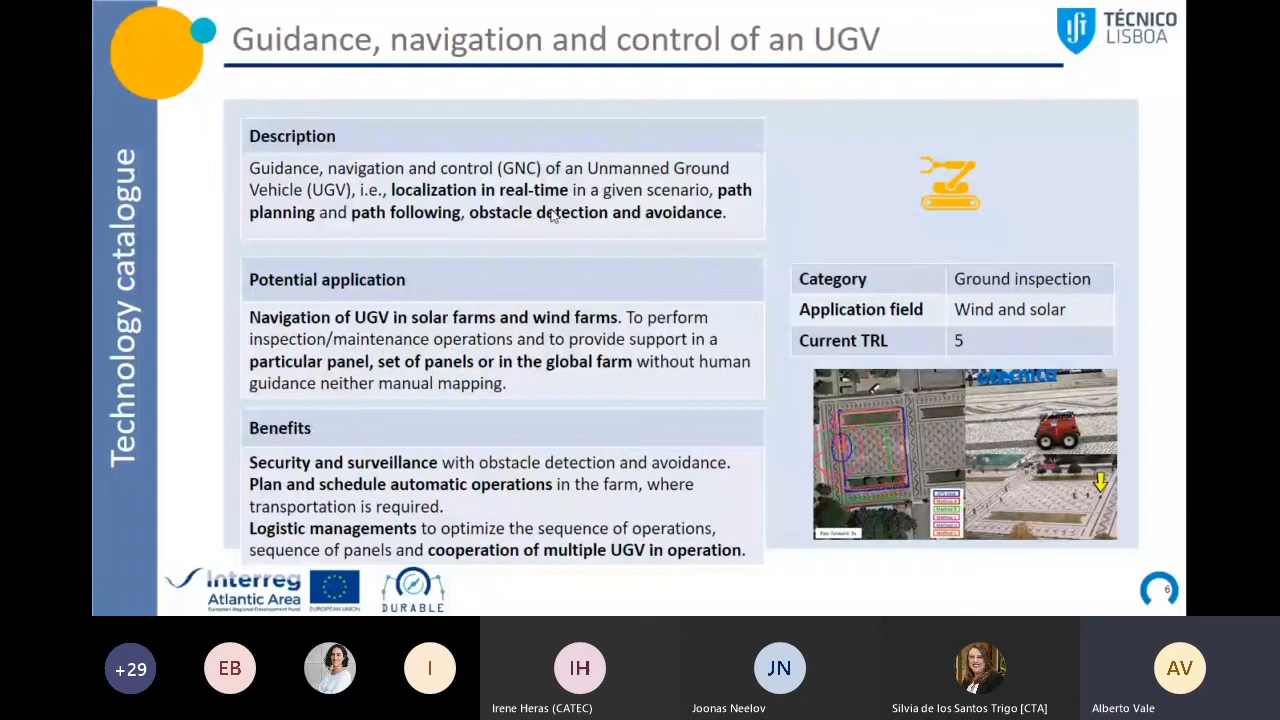 Guidance, navigation and control of an UGV
TÉCNICO
LISBOA
Technology catalogue
Description
Guidance, navigation and control (GNC) of an Unmanned Ground
Vehicle (UGV), i.e., localization in real-time in a given scenario, path
planning and path following, obstacle detection and avoidance.
Potential application
Navigation of UGV in solar farms and wind farms. To perform
inspection/maintenance operations and to provide support in a
particular panel, set of panels or in the global farm without human
guidance neither manual mapping.
Benefits
Security and surveillance with obstacle detection and avoidance.
Plan and schedule automatic operations in the farm, where
transportation is required.
Logistic managements to optimize the sequence of operations,
sequence of panels and cooperation of multiple UGV in operation.
Category Ground inspection
Application field Wind and solar
Current TRL 5
Interreg
Atlantic Area
European Regional Development Fund
EUROPEAN UNION
DURABLE
6
+29
EB
I
IH
JN
AV
Irene Heras (CATEC)
Joonas Neelov
Silvia de los Santos Trigo [CTA]
Alberto Vale